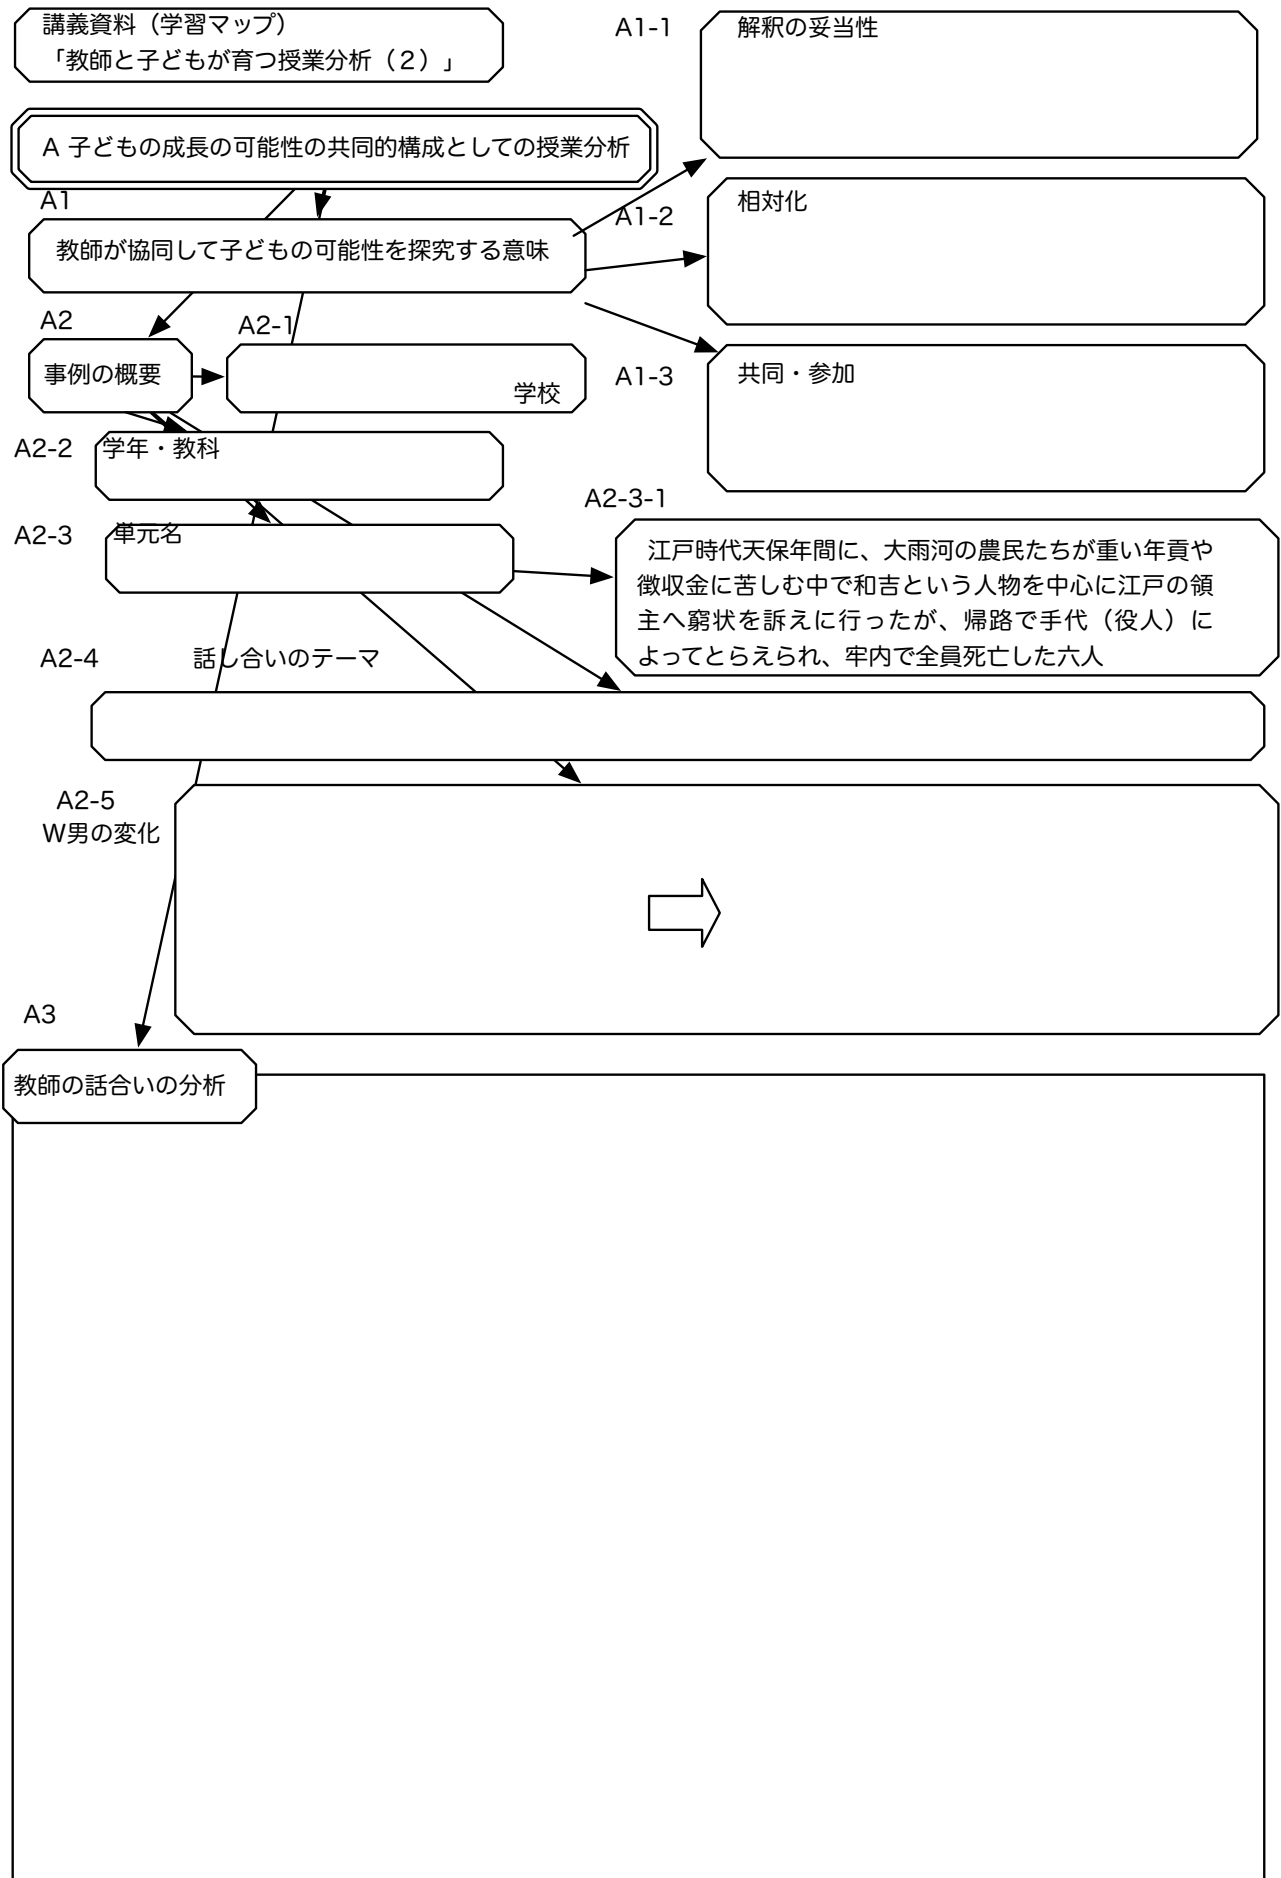 講義資料（学習マップ）
「教師と子どもが育つ授業分析（２）」
A 子どもの成長の可能性の共同的構成としての授業分析
A1
教師が協同して子どもの可能性を探究する意味
A1-1
解釈の妥当性
A1-2
相対化
A1-3
共同・参加
A2
事例の概要
A2-1
学校
A2-2
学年・教科
A2-3
単元名
A2-3-1
江戸時代天保年間に、大雨河の農民たちが重い年貢や
徴収金に苦しむ中で和吉という人物を中心に江戸の領
主へ窮状を訴えに行ったが、帰路で手代（役人）に
よってとらえられ、牢内で全員死亡した六人
A2-4
話し合いのテーマ
A2-5
W男の変化
A3
教師の話合いの分析